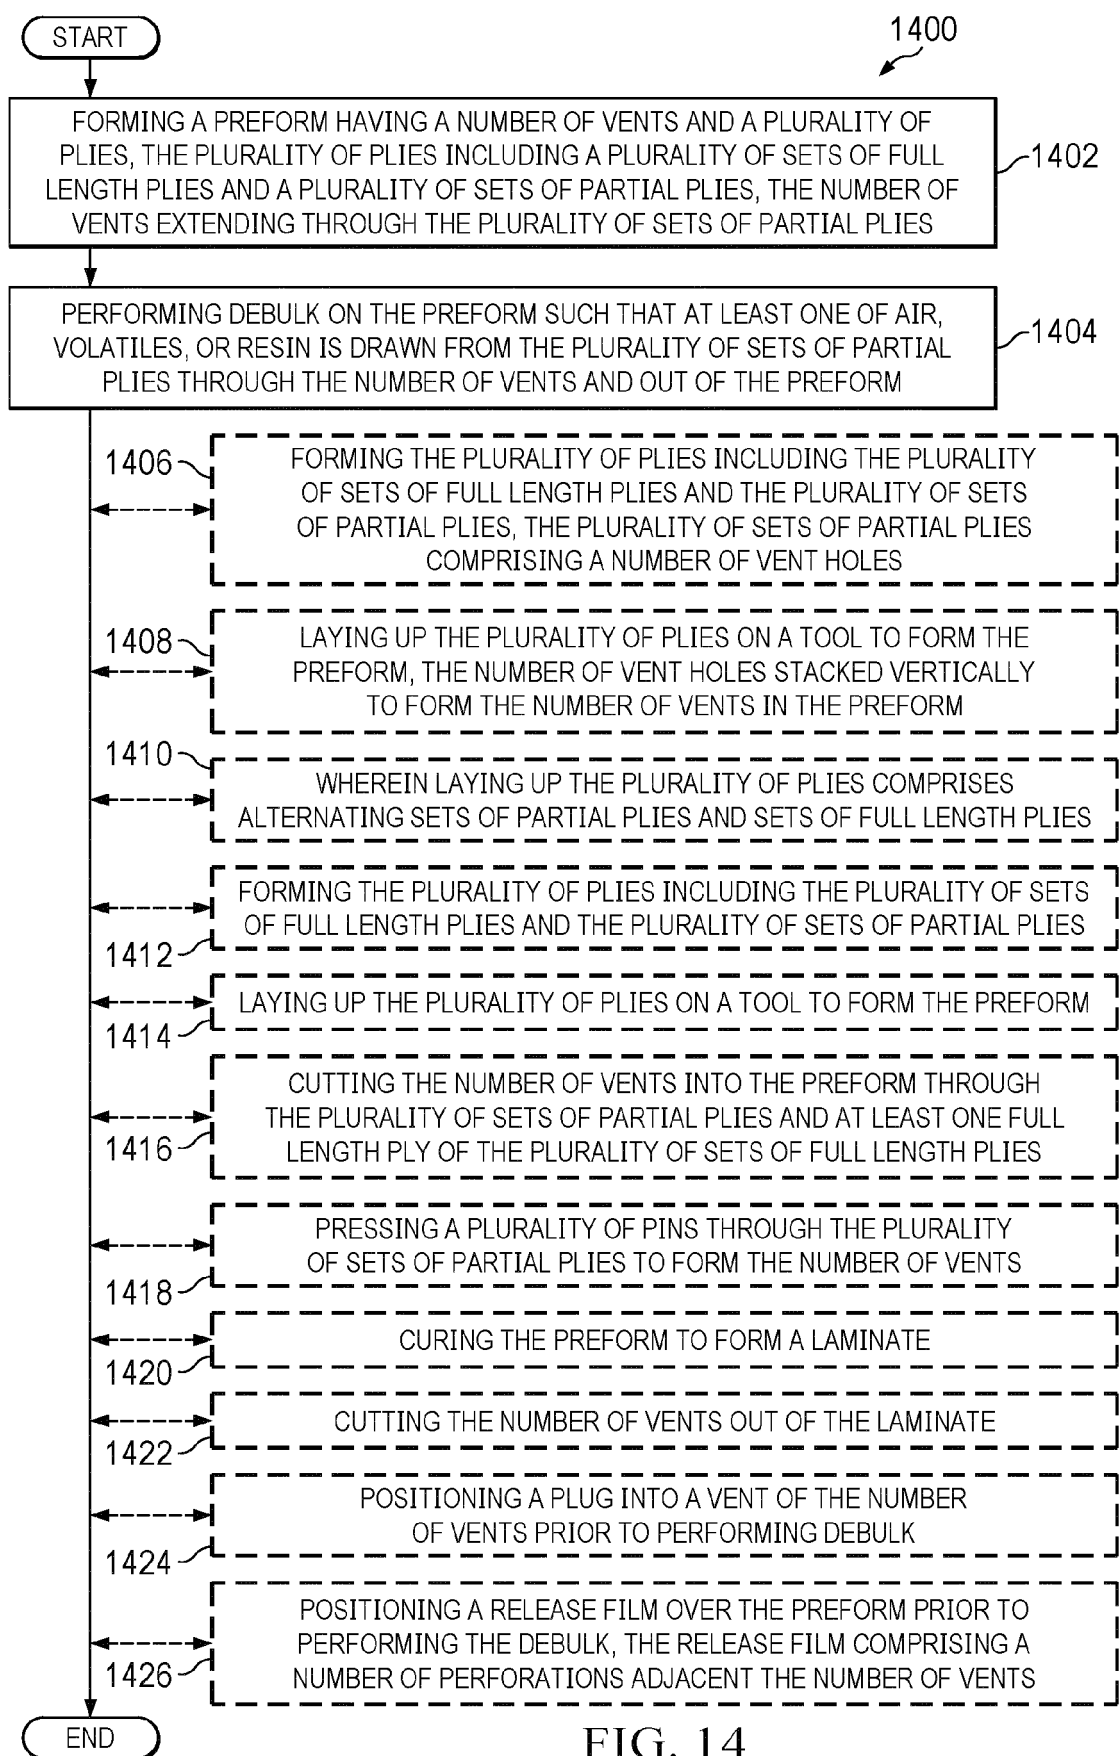 START
1400
FORMING A PREFORM HAVING A NUMBER OF VENTS AND A PLURALITY OF
PLIES, THE PLURALITY OF PLIES INCLUDING A PLURALITY OF SETS OF FULL
LENGTH PLIES AND A PLURALITY OF SETS OF PARTIAL PLIES, THE NUMBER OF
VENTS EXTENDING THROUGH THE PLURALITY OF SETS OF PARTIAL PLIES
1402
PERFORMING DEBULK ON THE PREFORM SUCH THAT AT LEAST ONE OF AIR,
VOLATILES, OR RESIN IS DRAWN FROM THE PLURALITY OF SETS OF PARTIAL
PLIES THROUGH THE NUMBER OF VENTS AND OUT OF THE PREFORM
1404
1406
FORMING THE PLURALITY OF PLIES INCLUDING THE PLURALITY
OF SETS OF FULL LENGTH PLIES AND THE PLURALITY OF SETS
OF PARTIAL PLIES, THE PLURALITY OF SETS OF PARTIAL PLIES
COMPRISING A NUMBER OF VENT HOLES
1408
LAYING UP THE PLURALITY OF PLIES ON A TOOL TO FORM THE
PREFORM, THE NUMBER OF VENT HOLES STACKED VERTICALLY
TO FORM THE NUMBER OF VENTS IN THE PREFORM
1410
WHEREIN LAYING UP THE PLURALITY OF PLIES COMPRISES
ALTERNATING SETS OF PARTIAL PLIES AND SETS OF FULL LENGTH PLIES
FORMING THE PLURALITY OF PLIES INCLUDING THE PLURALITY OF SETS
OF FULL LENGTH PLIES AND THE PLURALITY OF SETS OF PARTIAL PLIES
1412
LAYING UP THE PLURALITY OF PLIES ON A TOOL TO FORM THE PREFORM
1414
CUTTING THE NUMBER OF VENTS INTO THE PREFORM THROUGH
THE PLURALITY OF SETS OF PARTIAL PLIES AND AT LEAST ONE FULL
LENGTH PLY OF THE PLURALITY OF SETS OF FULL LENGTH PLIES
1416
PRESSING A PLURALITY OF PINS THROUGH THE PLURALITY
OF SETS OF PARTIAL PLIES TO FORM THE NUMBER OF VENTS
1418
CURING THE PREFORM TO FORM A LAMINATE
1420
CUTTING THE NUMBER OF VENTS OUT OF THE LAMINATE
1422
POSITIONING A PLUG INTO A VENT OF THE NUMBER
OF VENTS PRIOR TO PERFORMING DEBULK
1424
POSITIONING A RELEASE FILM OVER THE PREFORM PRIOR TO
PERFORMING THE DEBULK, THE RELEASE FILM COMPRISING A
NUMBER OF PERFORATIONS ADJACENT THE NUMBER OF VENTS
1426
END
FIG. 14